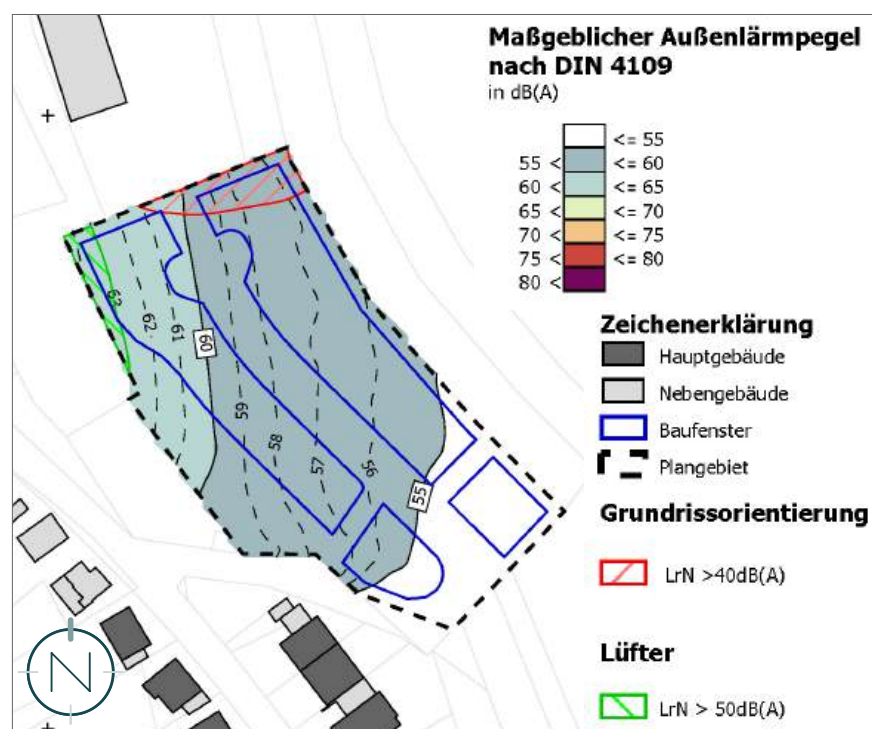 Maßgeblicher Außenlärmpegel
nach DIN 4109
in dB(A)
<= 55
55 < <= 60
60 < <= 65
65 < <= 70
70 < <= 75
75 < <= 80
80 <
Zeichenerklärung
Hauptgebäude
Nebengebäude
Baufenster
Plangebiet
Grundrissorientierung
LrN >40dB(A)
Lüfter
LrN > 50dB(A)
63
62
61
60
59
58
57
56
55
N